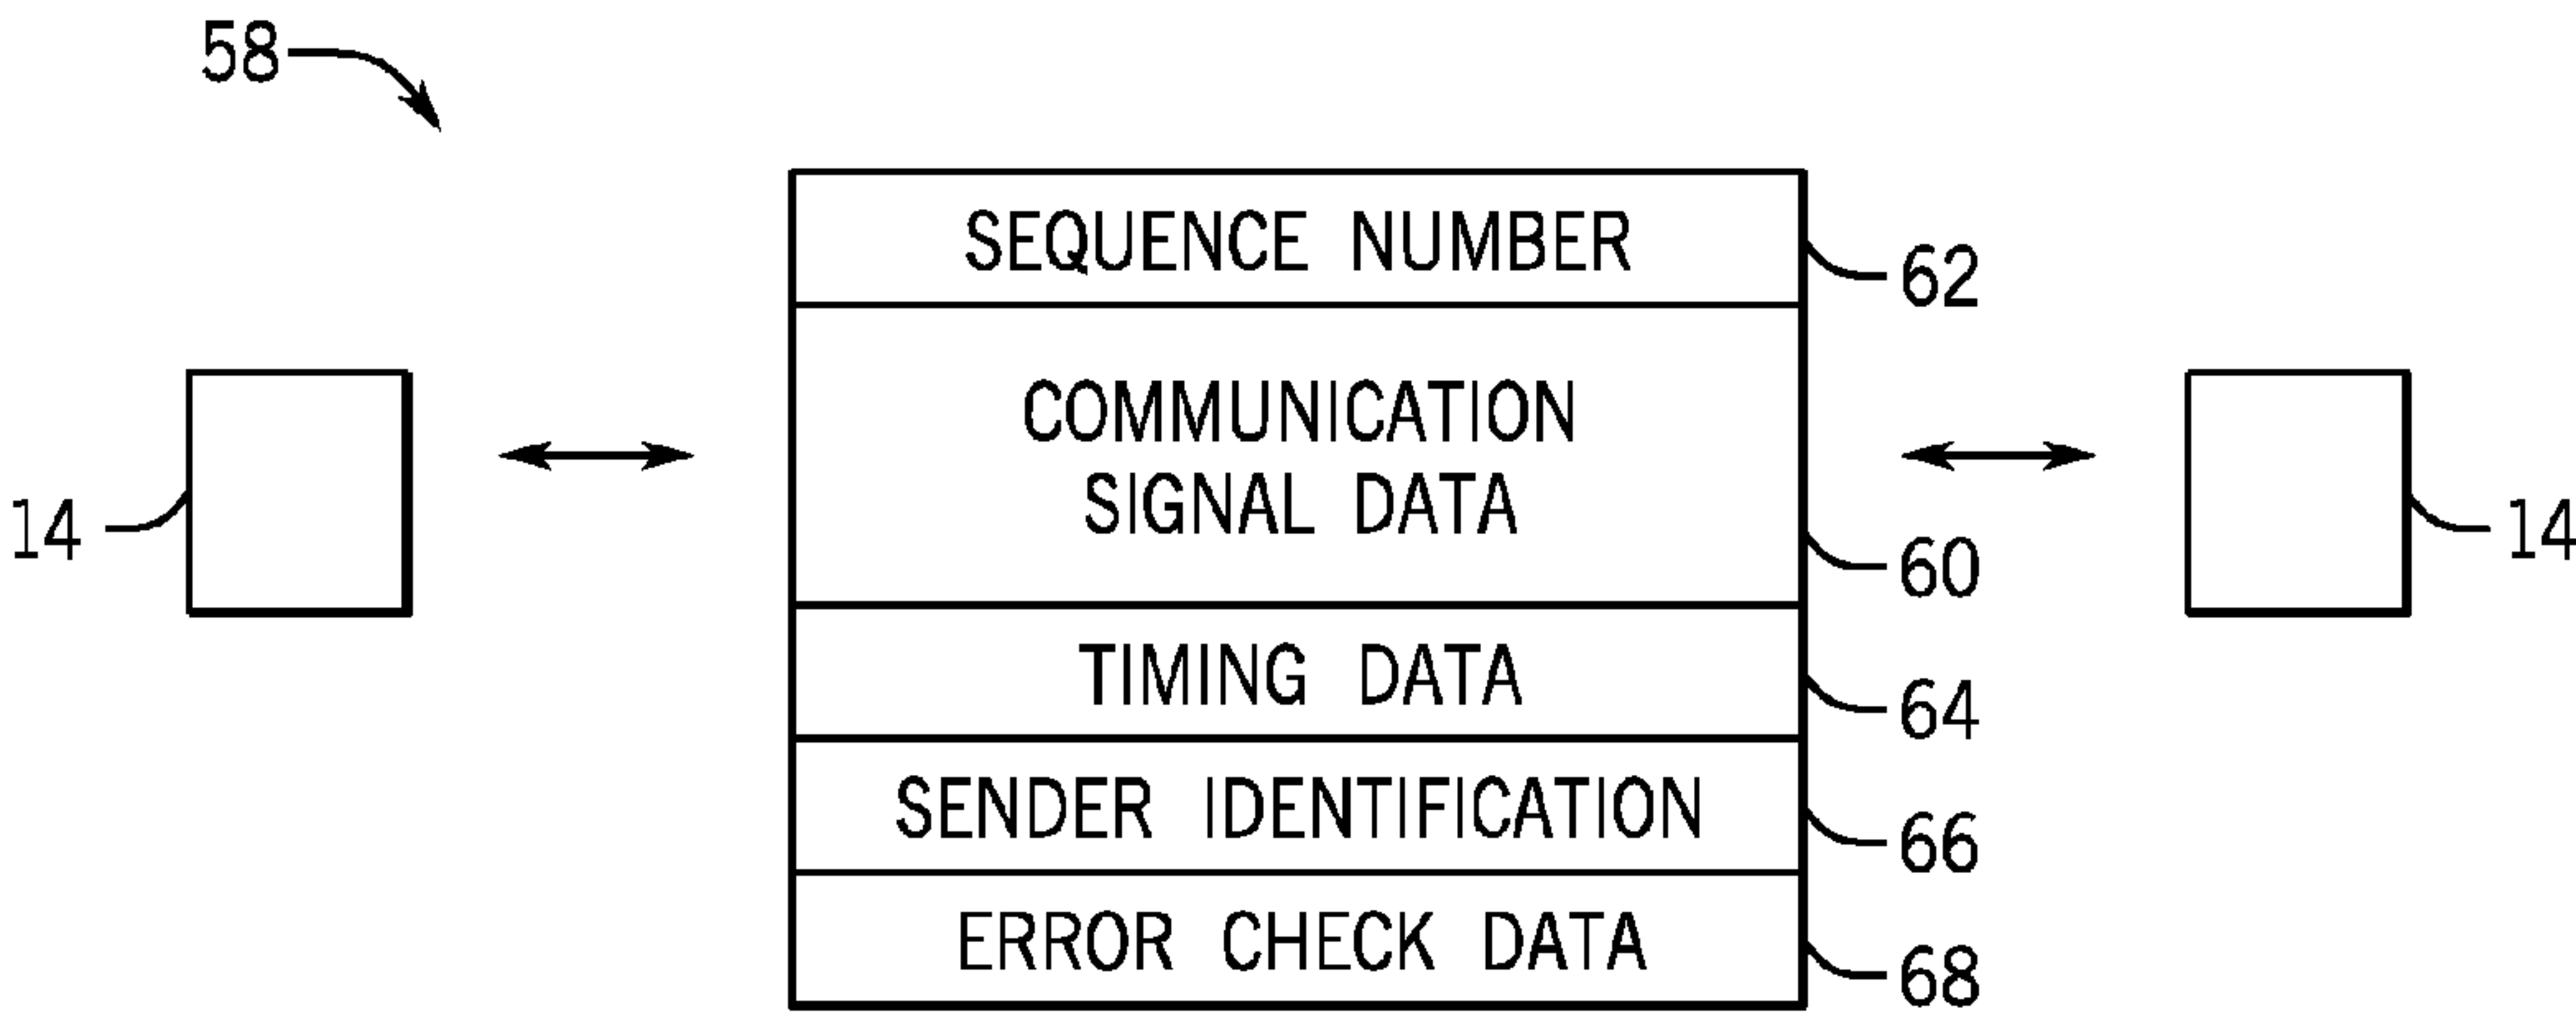 58
SEQUENCE NUMBER
62
COMMUNICATION
SIGNAL DATA
14
60
14
TIMING DATA
64
SENDER IDENTIFICATION
66
ERROR CHECK DATA
68